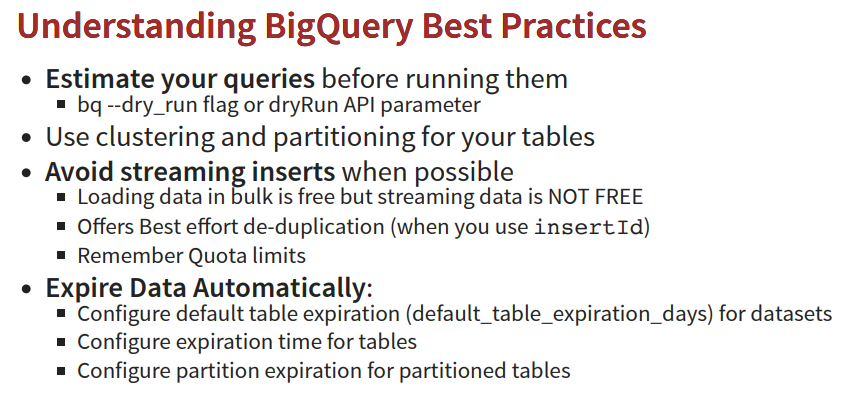 Understanding BigQuery Best Practices
• Estimate your queries before running them
▪ bq --dry_run flag or dryRun API parameter
• Use clustering and partitioning for your tables
• Avoid streaming inserts when possible
▪ Loading data in bulk is free but streaming data is NOT FREE
▪ Offers Best effort de-duplication (when you use insertId)
▪ Remember Quota limits
• Expire Data Automatically:
▪ Configure default table expiration (default_table_expiration_days) for datasets
▪ Configure expiration time for tables
▪ Configure partition expiration for partitioned tables